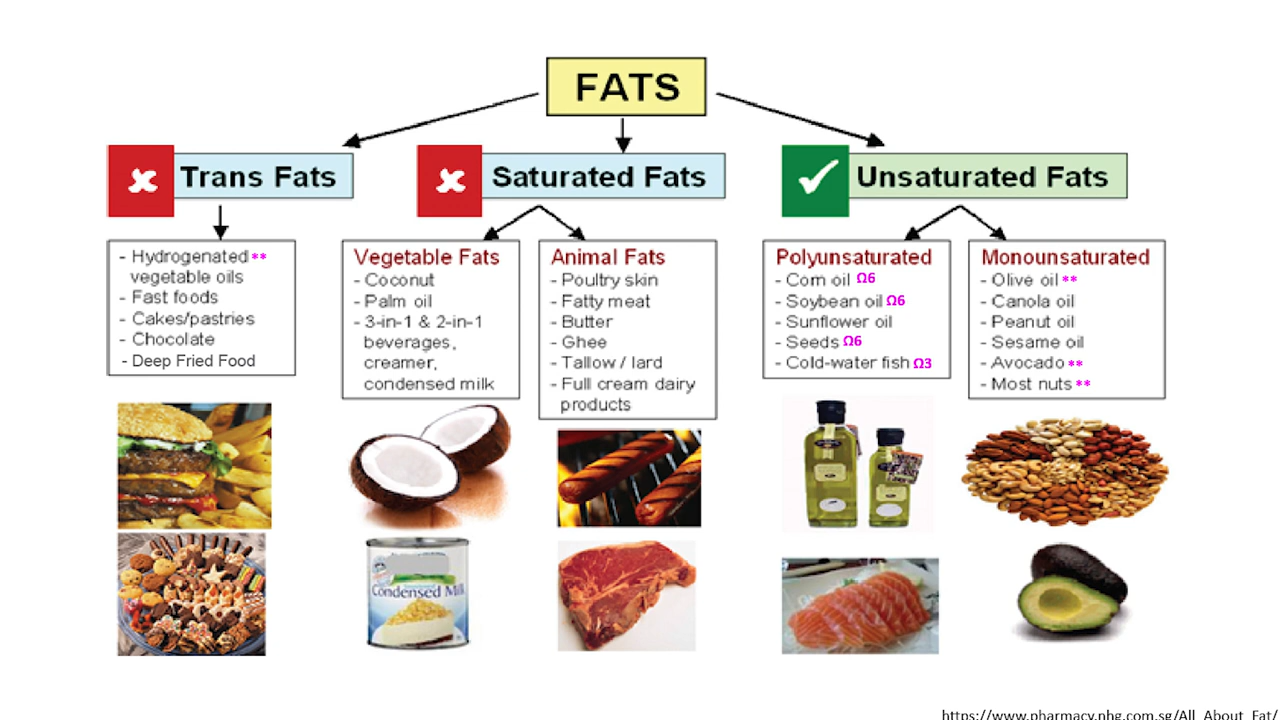 FATS
Trans Fats
Saturated Fats
Unsaturated Fats
- Hydrogenated **
vegetable oils
- Fast foods
- Cakes/pastries
- Chocolate
- Deep Fried Food
Vegetable Fats
- Coconut
- Palm oil
- 3-in-1 & 2-in-1
beverages,
creamer,
condensed milk
Animal Fats
- Poultry skin
- Fatty meat
- Butter
- Ghee
- Tallow / lard
- Full cream dairy
products
Polyunsaturated
- Corn oil Ω6
- Soybean oil Ω6
- Sunflower oil
- Seeds Ω6
- Cold-water fish Ω3
Monounsaturated
- Olive oil **
- Canola oil
- Peanut oil
- Sesame oil
- Avocado **
- Most nuts **
Condensed Milk
https://www.pharmacy.nhg.com.sg/All_About_Fat/